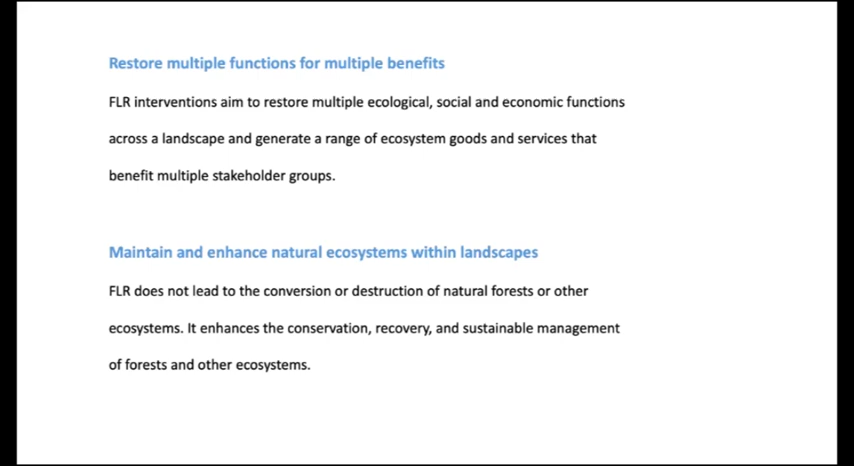 Restore multiple functions for multiple benefits
FLR interventions aim to restore multiple ecological, social and economic functions
across a landscape and generate a range of ecosystem goods and services that
benefit multiple stakeholder groups.
Maintain and enhance natural ecosystems within landscapes
FLR does not lead to the conversion or destruction of natural forests or other
ecosystems. It enhances the conservation, recovery, and sustainable management
of forests and other ecosystems.